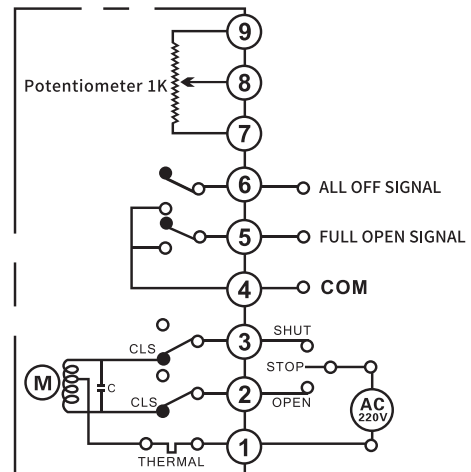 9
Potentiometer 1K
8
7
6
ALL OFF SIGNAL
5
FULL OPEN SIGNAL
4
COM
3
SHUT
CLS
STOP
M
C
2
CLS
OPEN
AC
220V
1
THERMAL